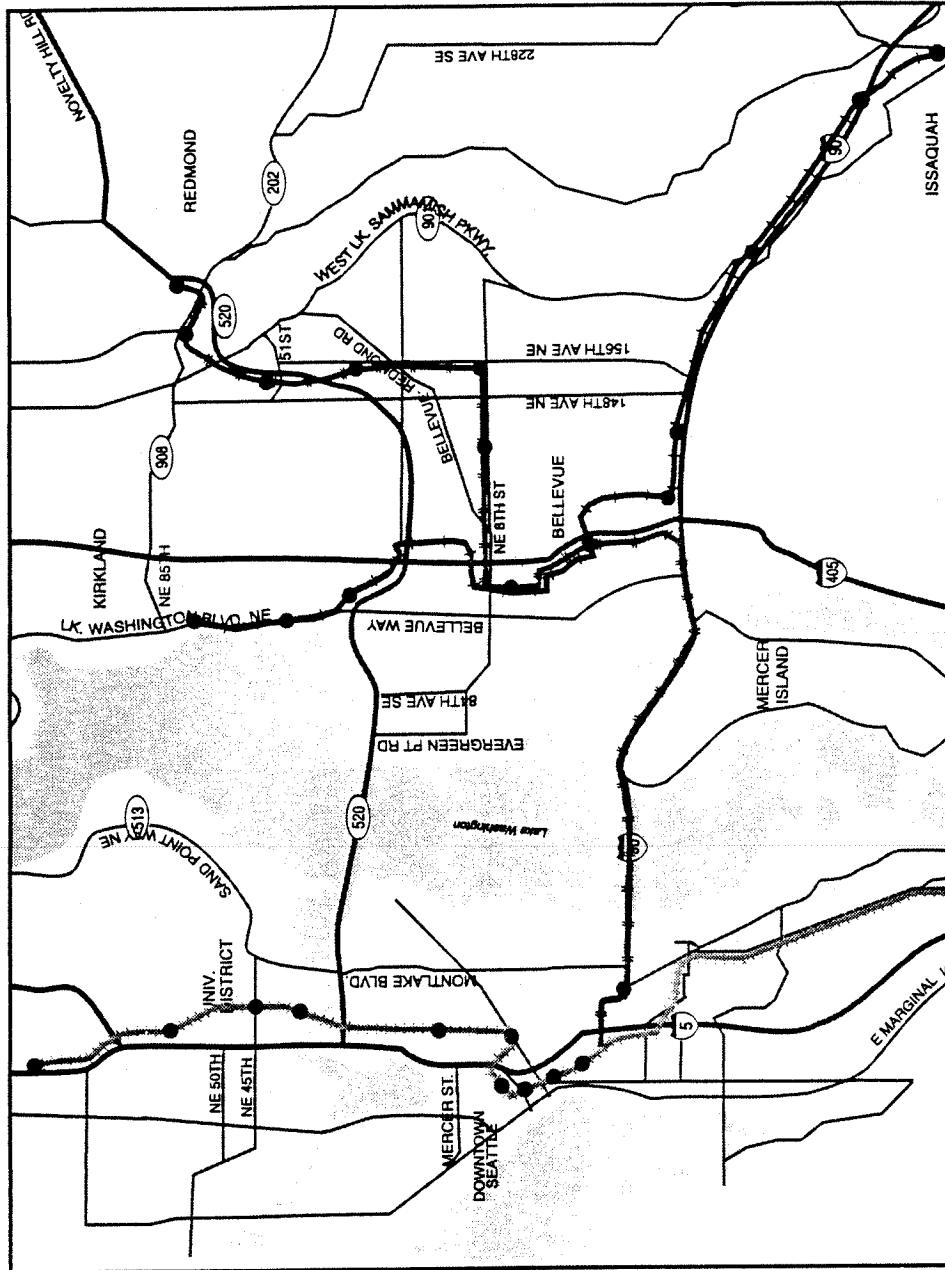 NOVELTY HILL RD
REDMOND
202
228TH AVE SE
WEST LK. SAMMAMISH PKWY.
901
520
51ST
BELLEVUE - REDMOND RD
156TH AVE NE
148TH AVE NE
90
ISSAQUAH
908
KIRKLAND
NE 85TH
LK. WASHINGTON BLVD. NE
NE 8TH ST
BELLEVUE
405
BELLEVUE WAY
84TH AVE SE
EVERGREEN PT RD
MERCER
ISLAND
513
SAND POINT WAY NE
520
Lake Washington
90
UNIV.
DISTRICT
MONTLAKE BLVD
NE 50TH
NE 45TH
MERCER ST.
DOWNTOWN
SEATTLE
5
E MARGINAL